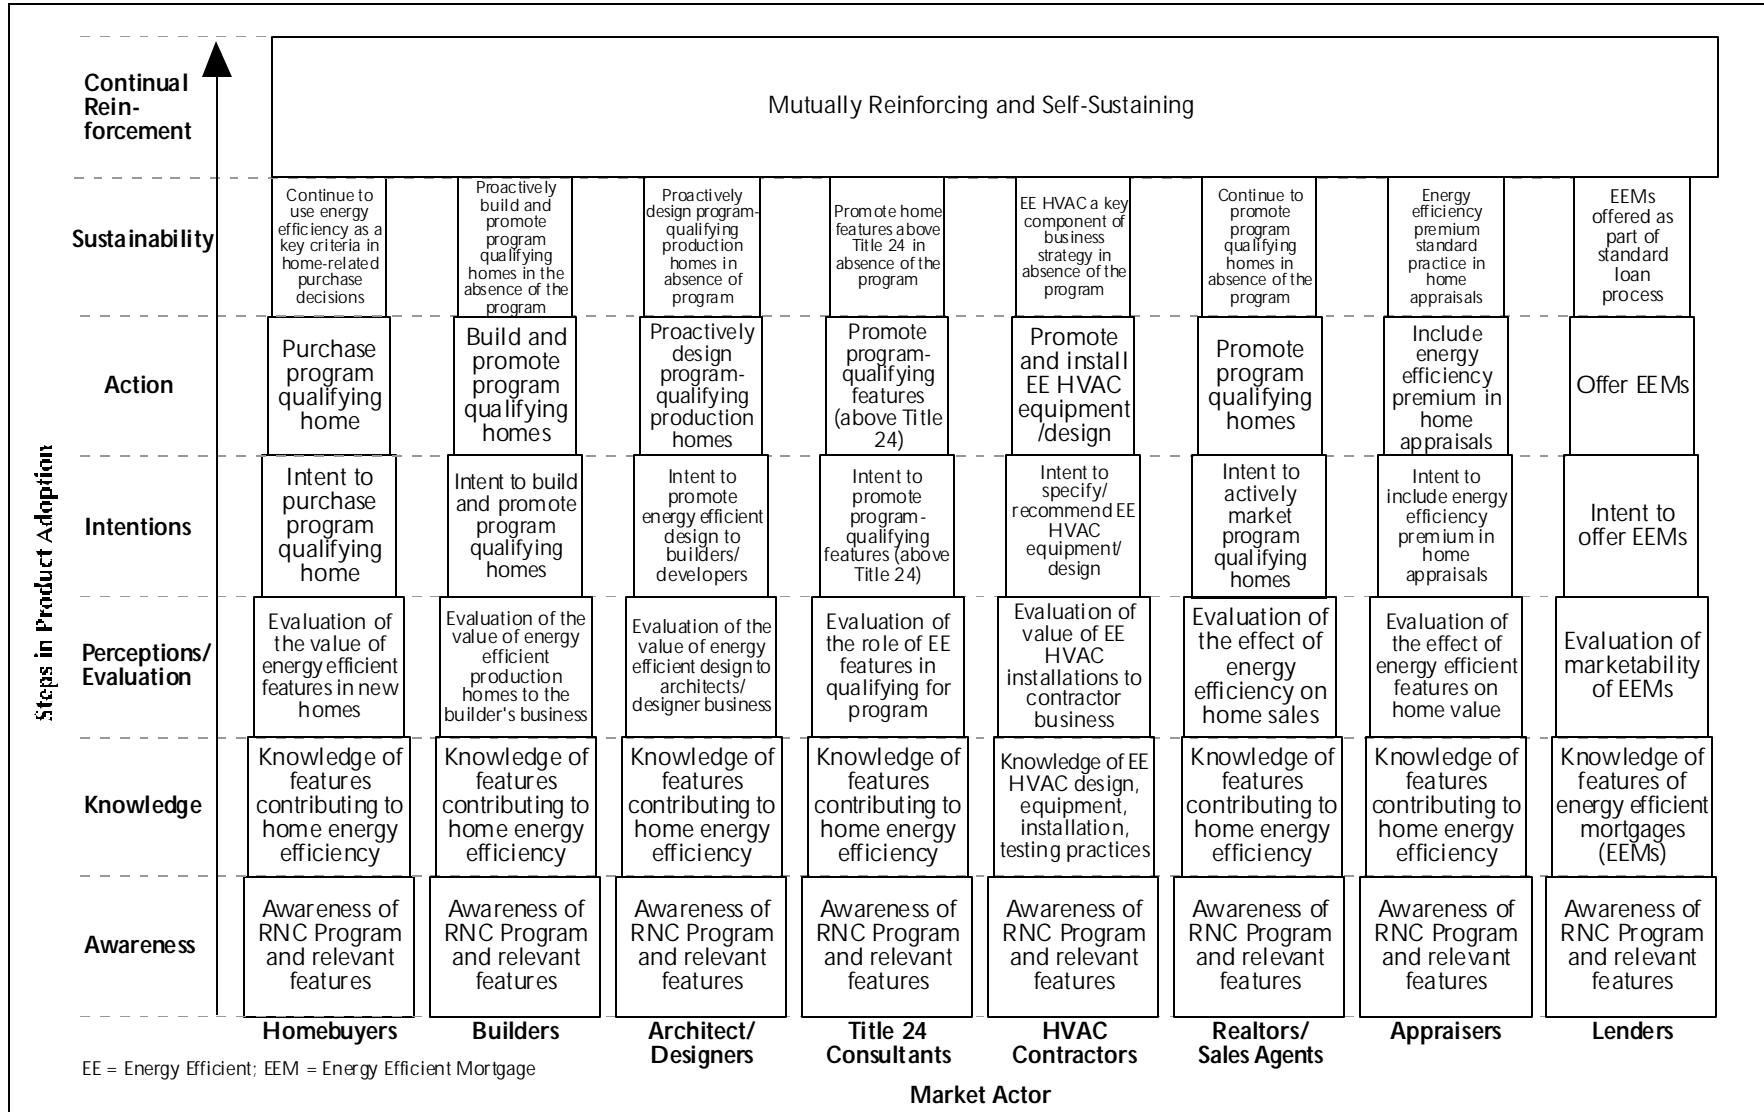 Continual
Rein-
forcement
Mutually Reinforcing and Self-Sustaining
Sustainability
Continue to
use energy
efficiency as a
key criteria in
home-related
purchase
decisions
Proactively
build and
promote
program
qualifying
homes in the
absence of the
program
Proactively
design program-
qualifying
production
homes in
absence of
program
Promote home
features above
Title 24 in
absence of the
program
EE HVAC a key
component of
business
strategy in
absence of the
program
Continue to
promote
program
qualifying
homes in
absence of the
program
Energy
efficiency
premium
standard
practice in
home
appraisals
EEMs
offered as
part of
standard
loan
process
Action
Purchase
program
qualifying
home
Build and
promote
program
qualifying
homes
Proactively
design
program-
qualifying
production
homes
Promote
program-
qualifying
features
(above Title
24)
Promote
and install
EE HVAC
equipment
/design
Promote
program
qualifying
homes
Include
energy
efficiency
premium in
home
appraisals
Offer EEMs
Intentions
Intent to
purchase
program
qualifying
home
Intent to build
and promote
program
qualifying
homes
Intent to
promote
energy efficient
design to
builders/
developers
Intent to
promote
program-
qualifying
features (above
Title 24)
Intent to
specify/
recommend EE
HVAC
equipment/
design
Intent to
actively
market
program
qualifying
homes
Intent to
include energy
efficiency
premium in
home
appraisals
Intent to
offer EEMs
Steps in Product Adoption
Perceptions/
Evaluation
Evaluation of
the value of
energy efficient
features in new
homes
Evaluation of the
value of energy
efficient
production
homes to the
builder's business
Evaluation of the
value of energy
efficient design to
architects/
designer business
Evaluation of
the role of EE
features in
qualifying for
program
Evaluation of
value of EE
HVAC
installations to
contractor
business
Evaluation of
the effect of
energy
efficiency on
home sales
Evaluation of
the effect of
energy efficient
features on
home value
Evaluation of
marketability
of EEMs
Knowledge
Knowledge of
features
contributing to
home energy
efficiency
Knowledge of
features
contributing to
home energy
efficiency
Knowledge of
features
contributing to
home energy
efficiency
Knowledge of
features
contributing to
home energy
efficiency
Knowledge of EE
HVAC design,
equipment,
installation,
testing practices
Knowledge of
features
contributing to
home energy
efficiency
Knowledge of
features
contributing to
home energy
efficiency
Knowledge of
features of
energy efficient
mortgages
(EEMs)
Awareness
Awareness of
RNC Program
and relevant
features
Awareness of
RNC Program
and relevant
features
Awareness of
RNC Program
and relevant
features
Awareness of
RNC Program
and relevant
features
Awareness of
RNC Program
and relevant
features
Awareness of
RNC Program
and relevant
features
Awareness of
RNC Program
and relevant
features
Awareness of
RNC Program
and relevant
features
Homebuyers
Builders
Architect/
Designers
Title 24
Consultants
HVAC
Contractors
Realtors/
Sales Agents
Appraisers
Lenders
EE = Energy Efficient; EEM = Energy Efficient Mortgage
Market Actor